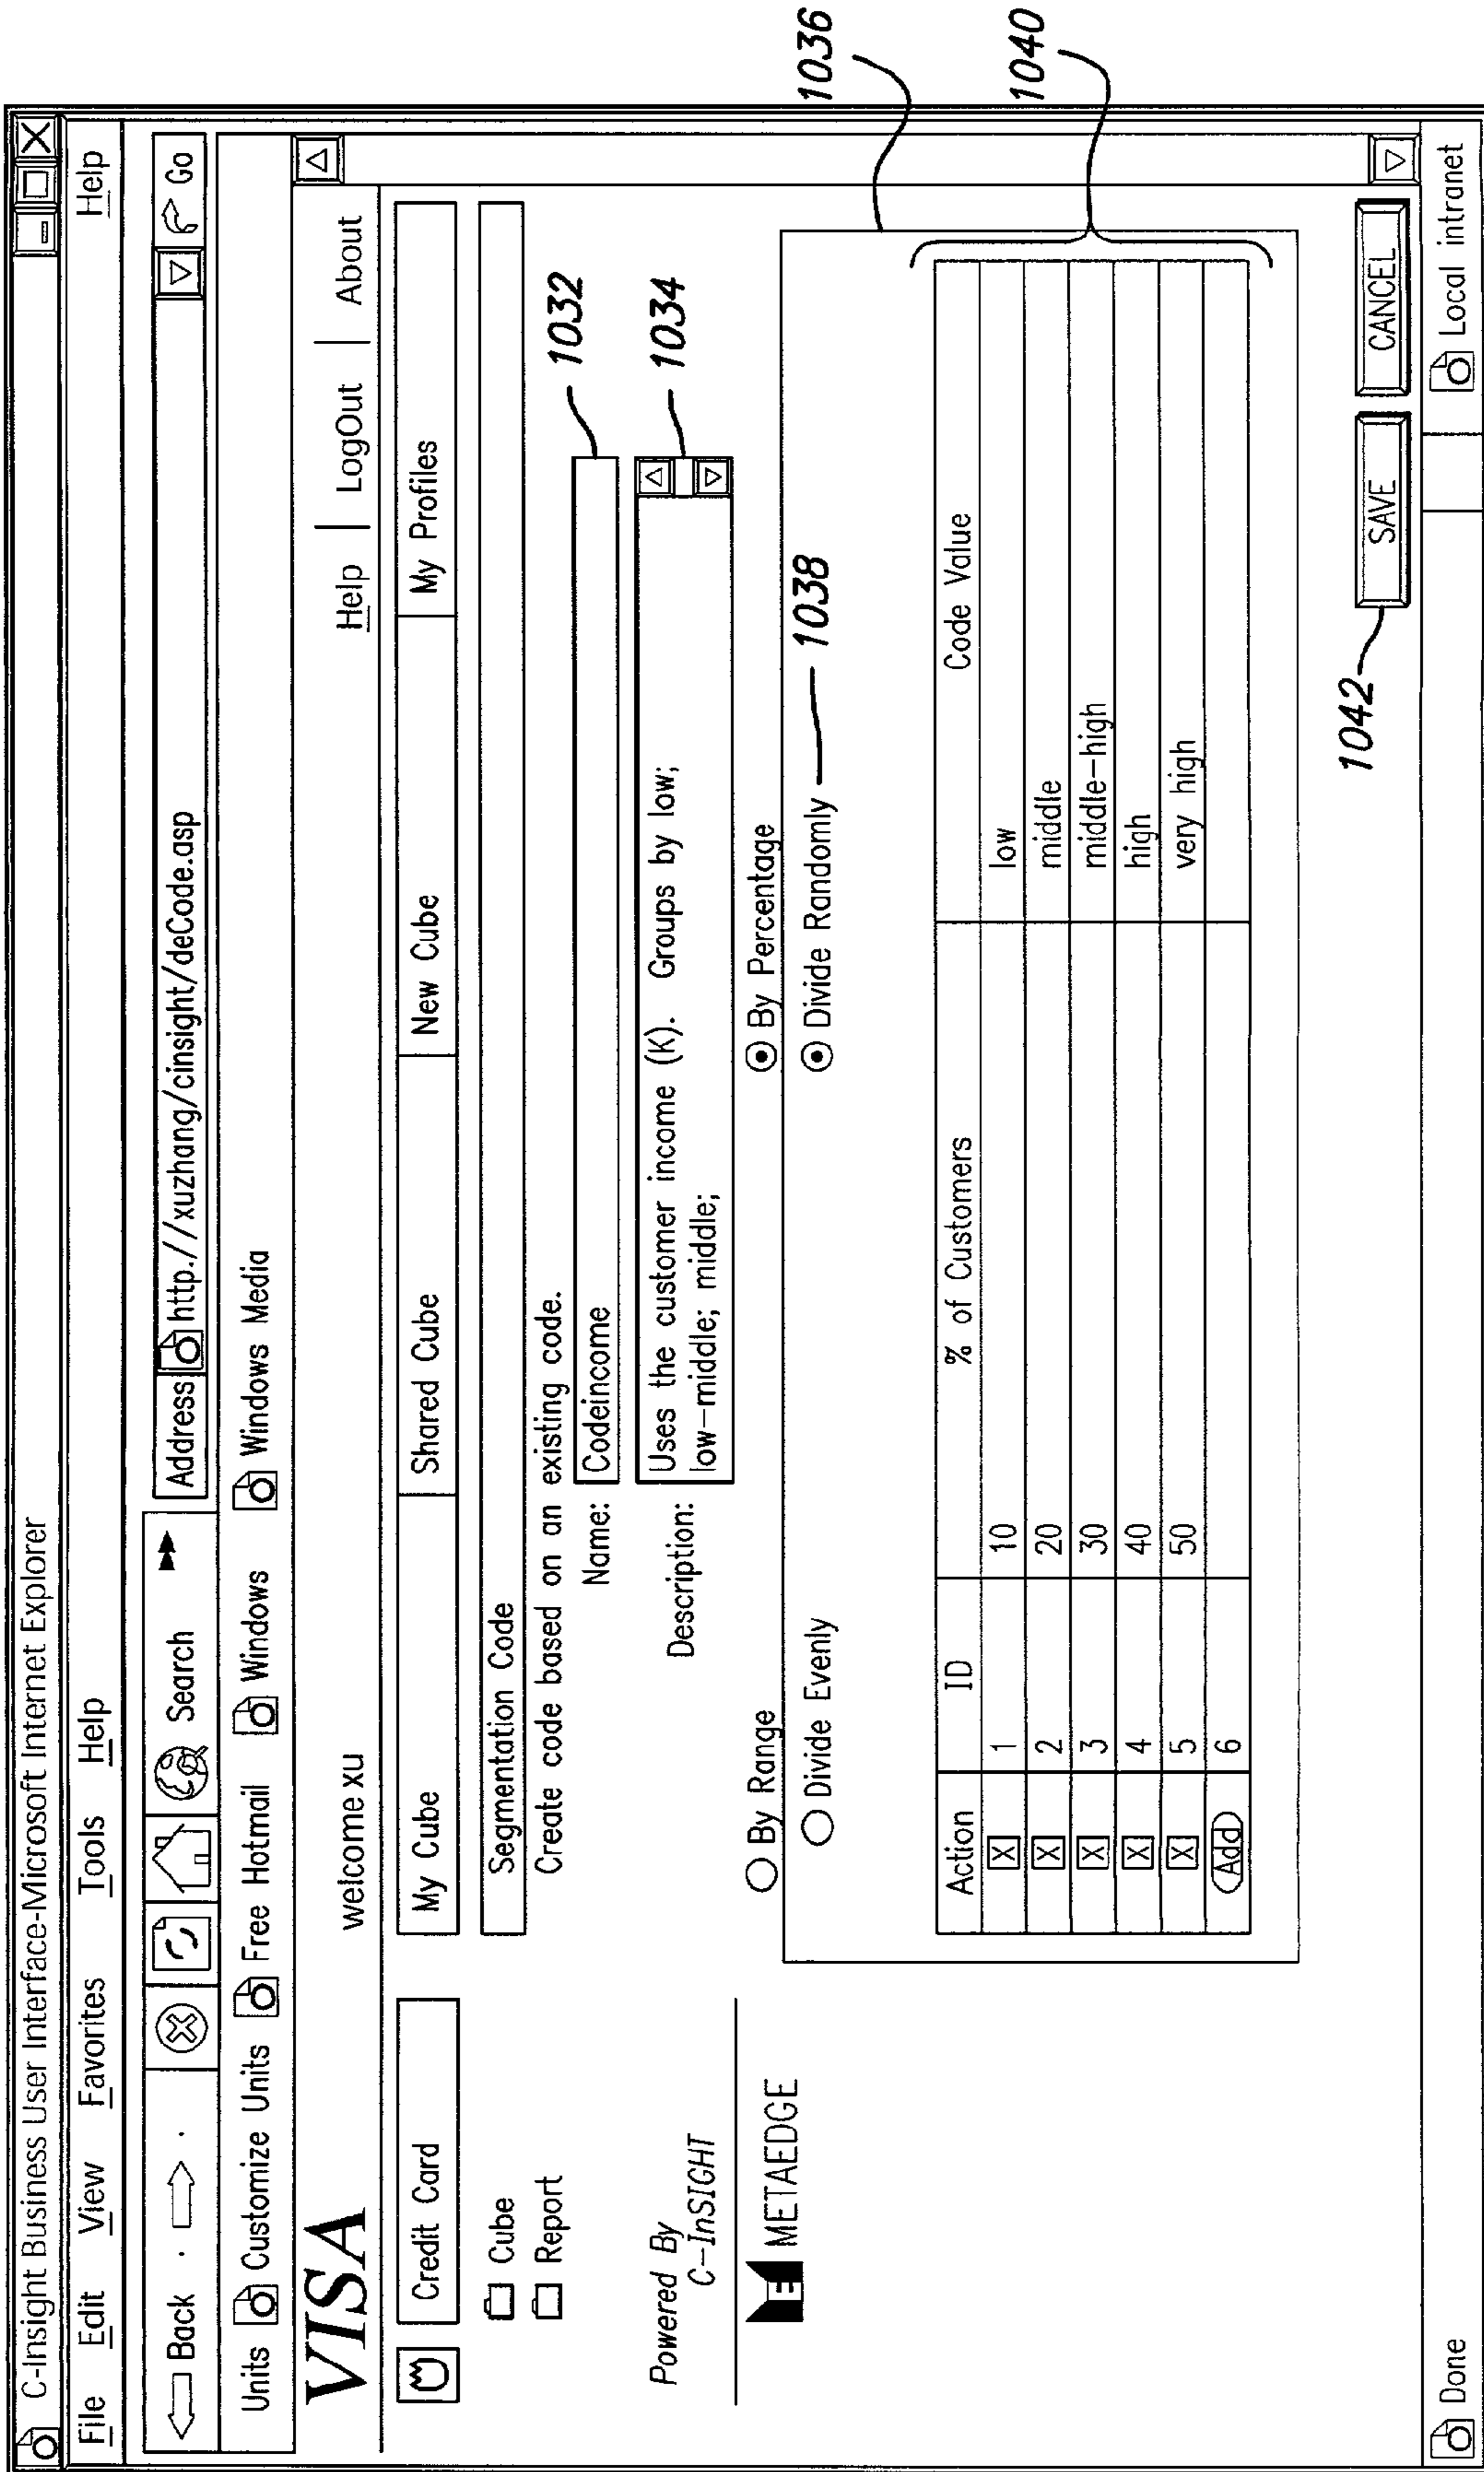 C-Insight Business User Interface-Microsoft Internet Explorer
File Edit View Favorites Tools Help Help
Back Search Address http.//xuzhang/cinsight/deCode.asp Go
Units Customize Units Free Hotmail Windows Windows Media
VISA welcome xu Help | LogOut | About
Credit Card My Cube Shared Cube New Cube My Profiles
Cube Segmentation Code
Report Create code based on an existing code.
Name: Codeincome 1032
Powered By
C-InSIGHT
Description: Uses the customer income (K). Groups by low;
low-middle; middle; 1034
METAEDGE
By Range By Percentage
Divide Evenly Divide Randomly 1038
1036
Action ID % of Customers Code Value
X 1 10 low
X 2 20 middle
X 3 30 middle-high
X 4 40 high
X 5 50 very high
Add 6
1040
1042 SAVE CANCEL
Done Local intranet